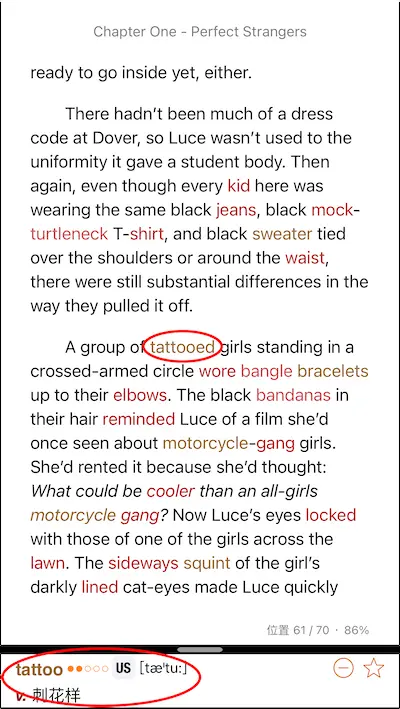 Chapter One - Perfect Strangers
ready to go inside yet, either.
There hadn't been much of a dress
code at Dover, so Luce wasn't used to the
uniformity it gave a student body. Then
again, even though every kid here was
wearing the same black jeans, black mock-
turtleneck T-shirt, and black sweater tied
over the shoulders or around the waist,
there were still substantial differences in the
way they pulled it off.
A group of tattooed girls standing in a
crossed-armed circle wore bangle bracelets
up to their elbows. The black bandanas in
their hair reminded Luce of a film she'd
once seen about motorcycle-gang girls.
She'd rented it because she'd thought:
What could be cooler than an all-girls
motorcycle gang? Now Luce's eyes locked
with those of one of the girls across the
lawn. The sideways squint of the girl's
darkly lined cat-eyes made Luce quickly
位置 61 / 70 · 86%
tattoo US [tæ'tu:]
v. 刺花样